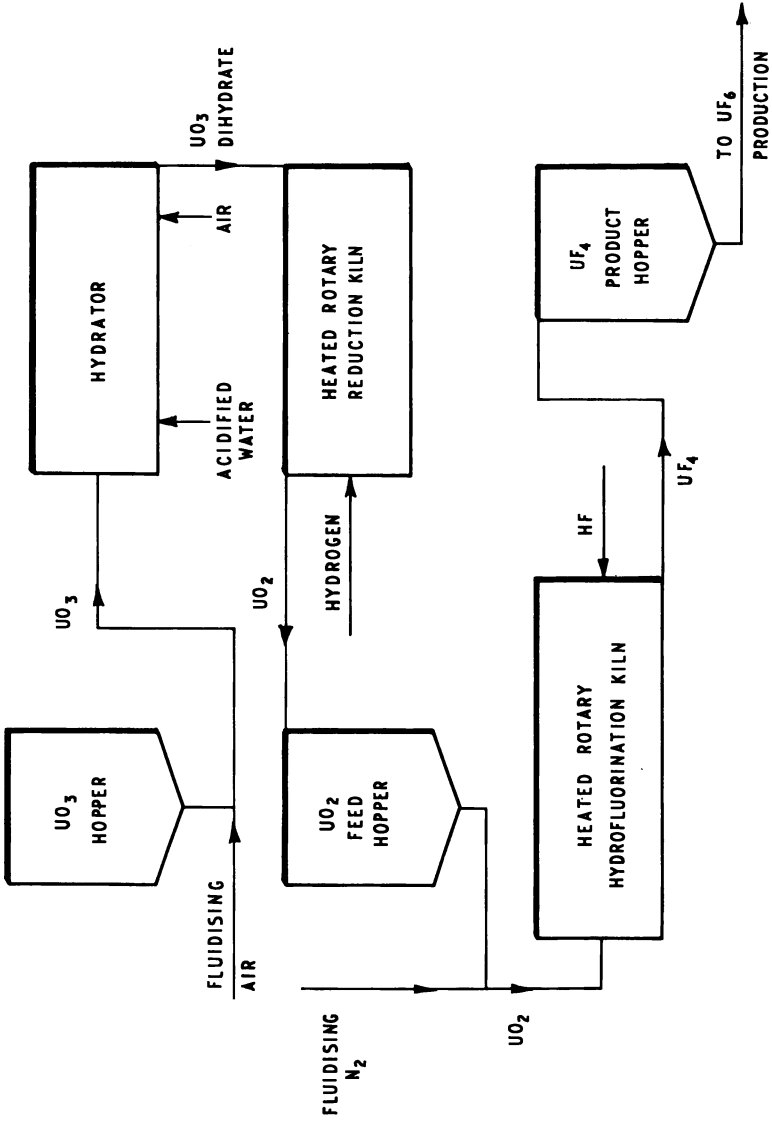 UO₃
HOPPER
FLUIDISING
AIR
UO₃
HYDRATOR
ACIDIFIED
WATER
AIR
UO₃
DIHYDRATE
HEATED ROTARY
REDUCTION KILN
HYDROGEN
UO₂
UO₂
FEED
HOPPER
FLUIDISING
N₂
UO₂
HEATED ROTARY
HYDROFLUORINATION KILN
HF
UF₄
UF₄
PRODUCT
HOPPER
TO UF₆
PRODUCTION